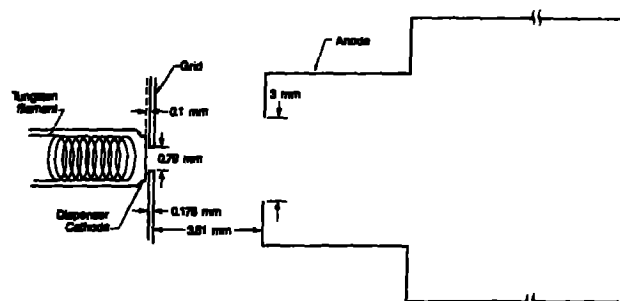 Anode
Grid
Tungsten
filament
3 mm
0.1 mm
0.76 mm
Dispenser
Cathode
0.178 mm
3.81 mm